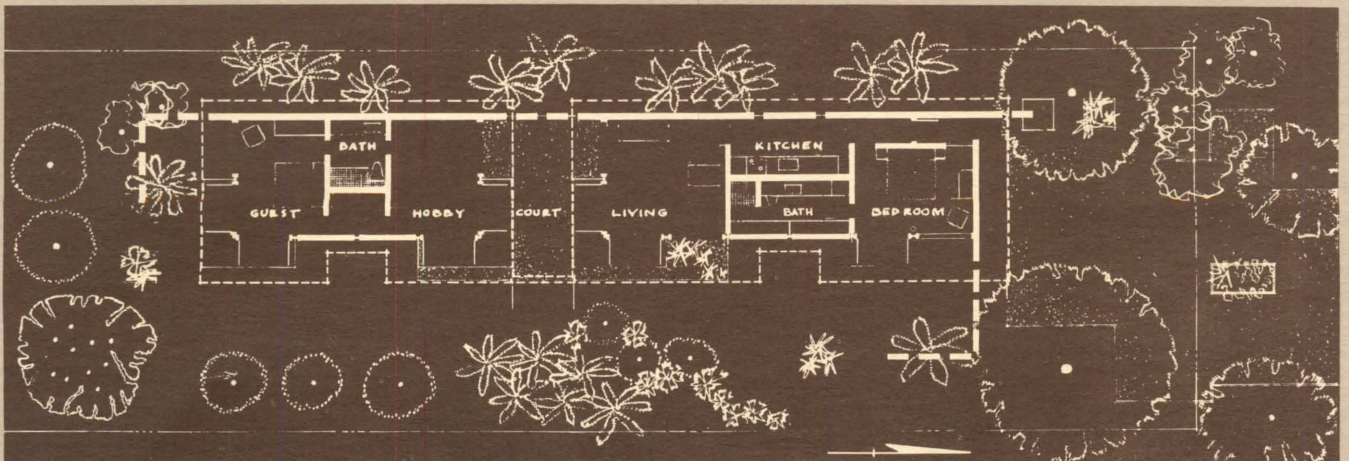 BATH
KITCHEN
GUEST
HOBBY
COURT
LIVING
BATH
BEDROOM